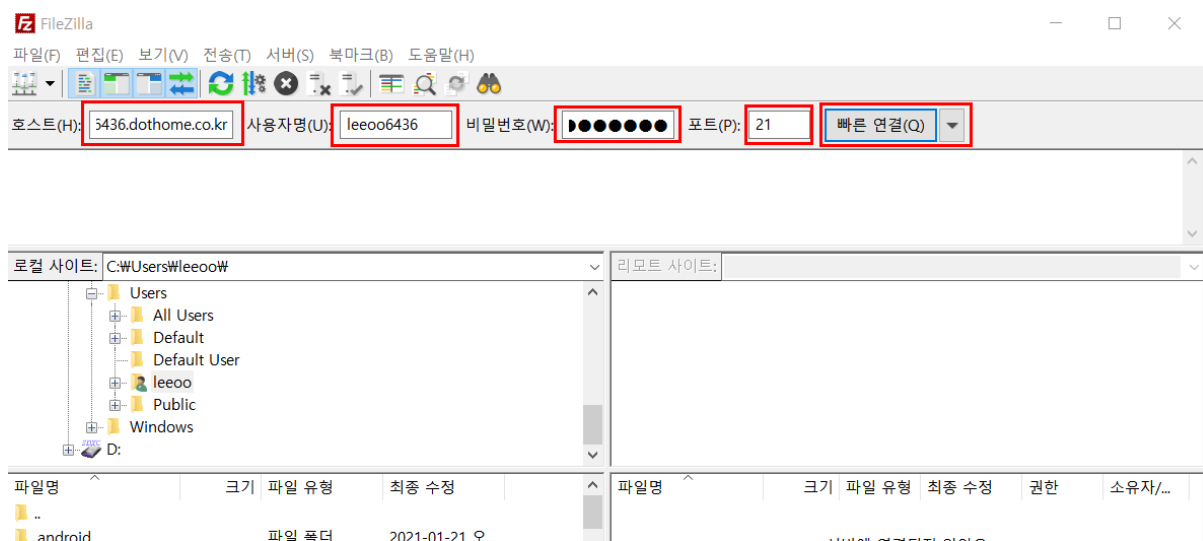 FileZilla
파일(F) 편집(E) 보기(V) 전송(T) 서버(S) 북마크(B) 도움말(H)
호스트(H): 6436.dothome.co.kr 사용자명(U): leeoo6436 비밀번호(W): ●●●●●●● 포트(P): 21 빠른 연결(Q)
로컬 사이트: C:₩Users₩leeoo₩ 리모트 사이트:
Users
All Users
Default
Default User
leeoo
Public
Windows
D:
파일명 크기 파일 유형 최종 수정 파일명 크기 파일 유형 최종 수정 권한 소유자/...
..
android 파일 폴더 2021-01-21 오